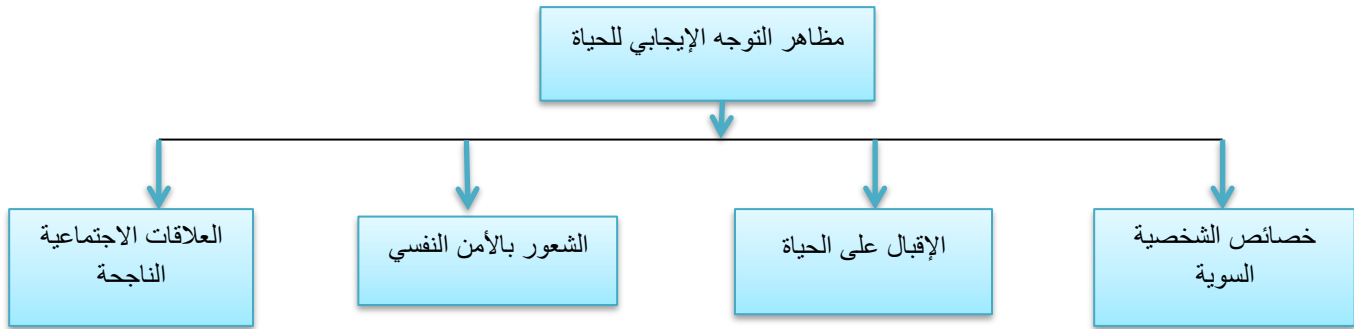 مظاهر التوجه الإيجابي للحياة
خصائص الشخصية
السوية
الإقبال على الحياة
الشعور بالأمن النفسي
العلاقات الاجتماعية
الناجحة